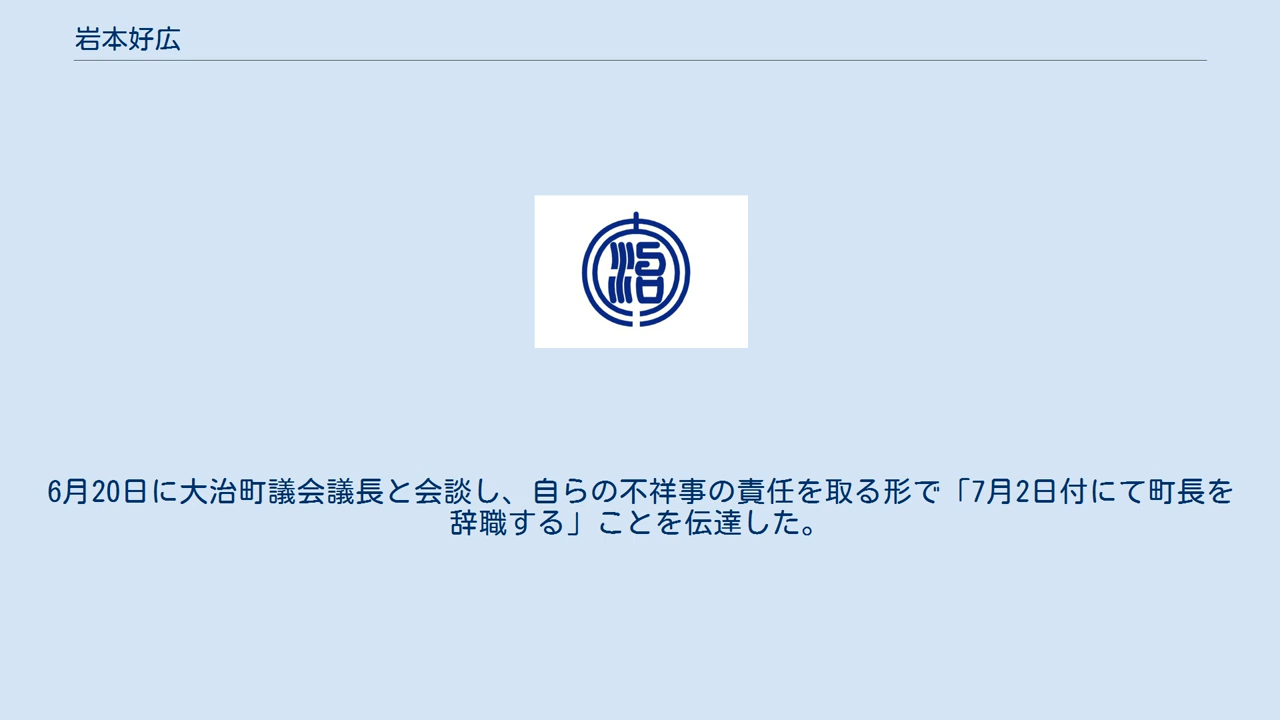 岩本好広
治
6月20日に大治町議会議長と会談し、自らの不祥事の責任を取る形で「7月2日付にて町長を
辞職する」ことを伝達した。